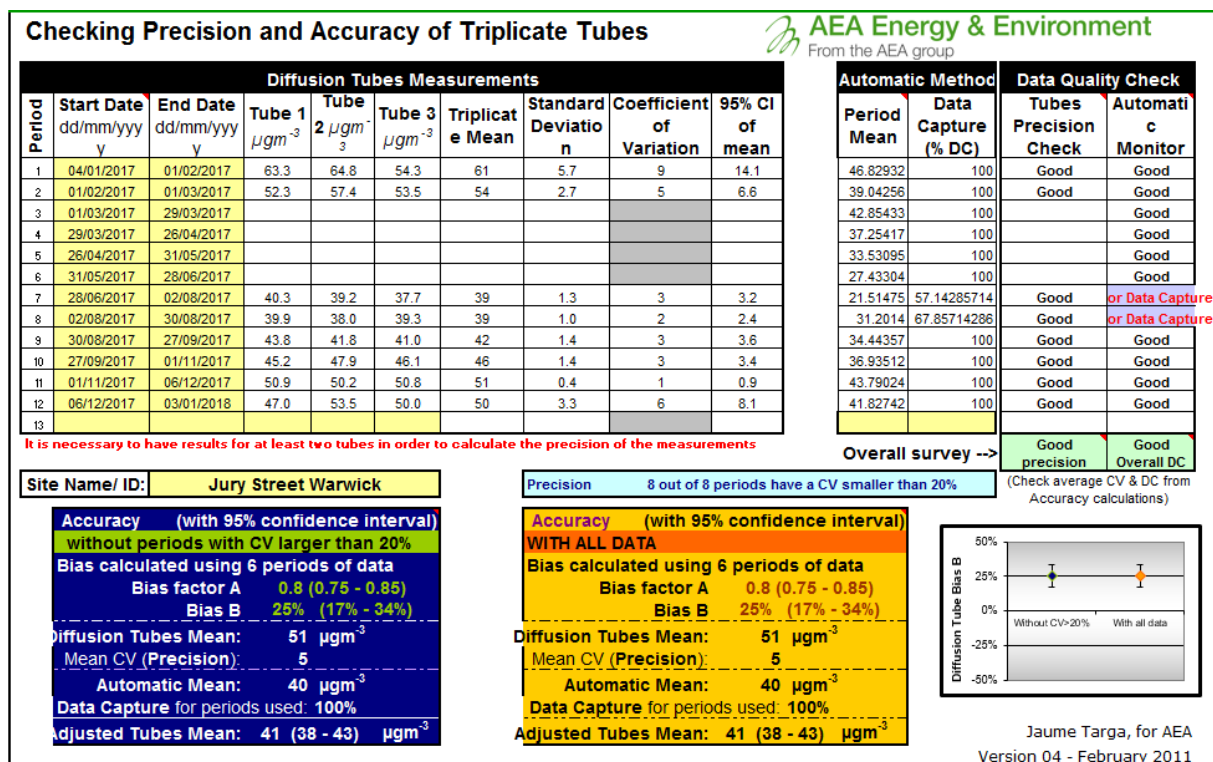 Checking Precision and Accuracy of Triplicate Tubes
AEA Energy & Environment
From the AEA group
Diffusion Tubes Measurements
Automatic Method
Data Quality Check
Period
Start Date dd/mm/yyyy
End Date dd/mm/yyyy
Tube 1 µgm-3
Tube 2 µgm-3
Tube 3 µgm-3
Triplicate Mean
Standard Deviation
Coefficient of Variation
95% CI of mean
Period Mean
Data Capture (% DC)
Tubes Precision Check
Automatic Monitor
1 04/01/2017 01/02/2017 63.3 64.8 54.3 61 5.7 9 14.1 46.82932 100 Good Good
2 01/02/2017 01/03/2017 52.3 57.4 53.5 54 2.7 5 6.6 39.04256 100 Good Good
3 01/03/2017 29/03/2017 42.85433 100 Good
4 29/03/2017 26/04/2017 37.25417 100 Good
5 26/04/2017 31/05/2017 33.53095 100 Good
6 31/05/2017 28/06/2017 27.43304 100 Good
7 28/06/2017 02/08/2017 40.3 39.2 37.7 39 1.3 3 3.2 21.51475 57.14285714 Good or Data Capture
8 02/08/2017 30/08/2017 39.9 38.0 39.3 39 1.0 2 2.4 31.2014 67.85714286 Good or Data Capture
9 30/08/2017 27/09/2017 43.8 41.8 41.0 42 1.4 3 3.6 34.44357 100 Good Good
10 27/09/2017 01/11/2017 45.2 47.9 46.1 46 1.4 3 3.4 36.93512 100 Good Good
11 01/11/2017 06/12/2017 50.9 50.2 50.8 51 0.4 1 0.9 43.79024 100 Good Good
12 06/12/2017 03/01/2018 47.0 53.5 50.0 50 3.3 6 8.1 41.82742 100 Good Good
13
It is necessary to have results for at least two tubes in order to calculate the precision of the measurements
Overall survey -->
Good precision
Good Overall DC
(Check average CV & DC from
Accuracy calculations)
Site Name/ ID: Jury Street Warwick
Precision 8 out of 8 periods have a CV smaller than 20%
Accuracy (with 95% confidence interval)
without periods with CV larger than 20%
Bias calculated using 6 periods of data
Bias factor A 0.8 (0.75 - 0.85)
Bias B 25% (17% - 34%)
Diffusion Tubes Mean: 51 µgm-3
Mean CV (Precision): 5
Automatic Mean: 40 µgm-3
Data Capture for periods used: 100%
Adjusted Tubes Mean: 41 (38 - 43) µgm-3
Accuracy (with 95% confidence interval)
WITH ALL DATA
Bias calculated using 6 periods of data
Bias factor A 0.8 (0.75 - 0.85)
Bias B 25% (17% - 34%)
Diffusion Tubes Mean: 51 µgm-3
Mean CV (Precision): 5
Automatic Mean: 40 µgm-3
Data Capture for periods used: 100%
Adjusted Tubes Mean: 41 (38 - 43) µgm-3
Diffusion Tube Bias B
50%
25%
0%
-25%
-50%
Without CV>20%
With all data
Jaume Targa, for AEA
Version 04 - February 2011